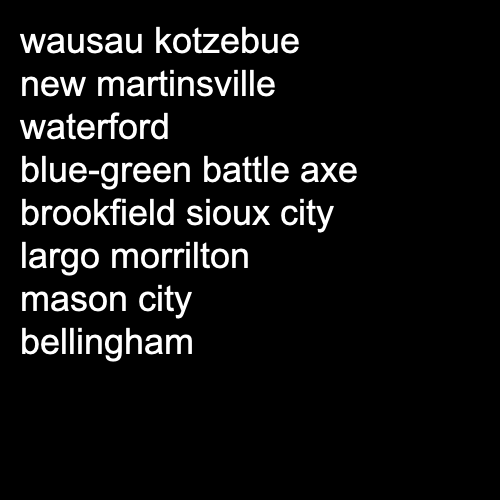 wausau kotzebue
new martinsville
waterford
blue-green battle axe
brookfield sioux city
largo morrilton
mason city
bellingham